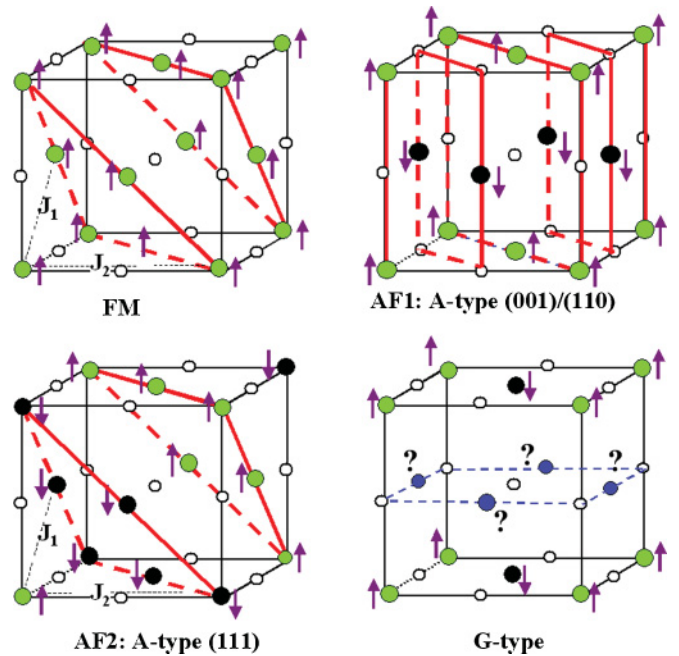 J1
J2
FM
AF1: A-type (001)/(110)
J1
J2
AF2: A-type (111)
?
?
?
?
G-type